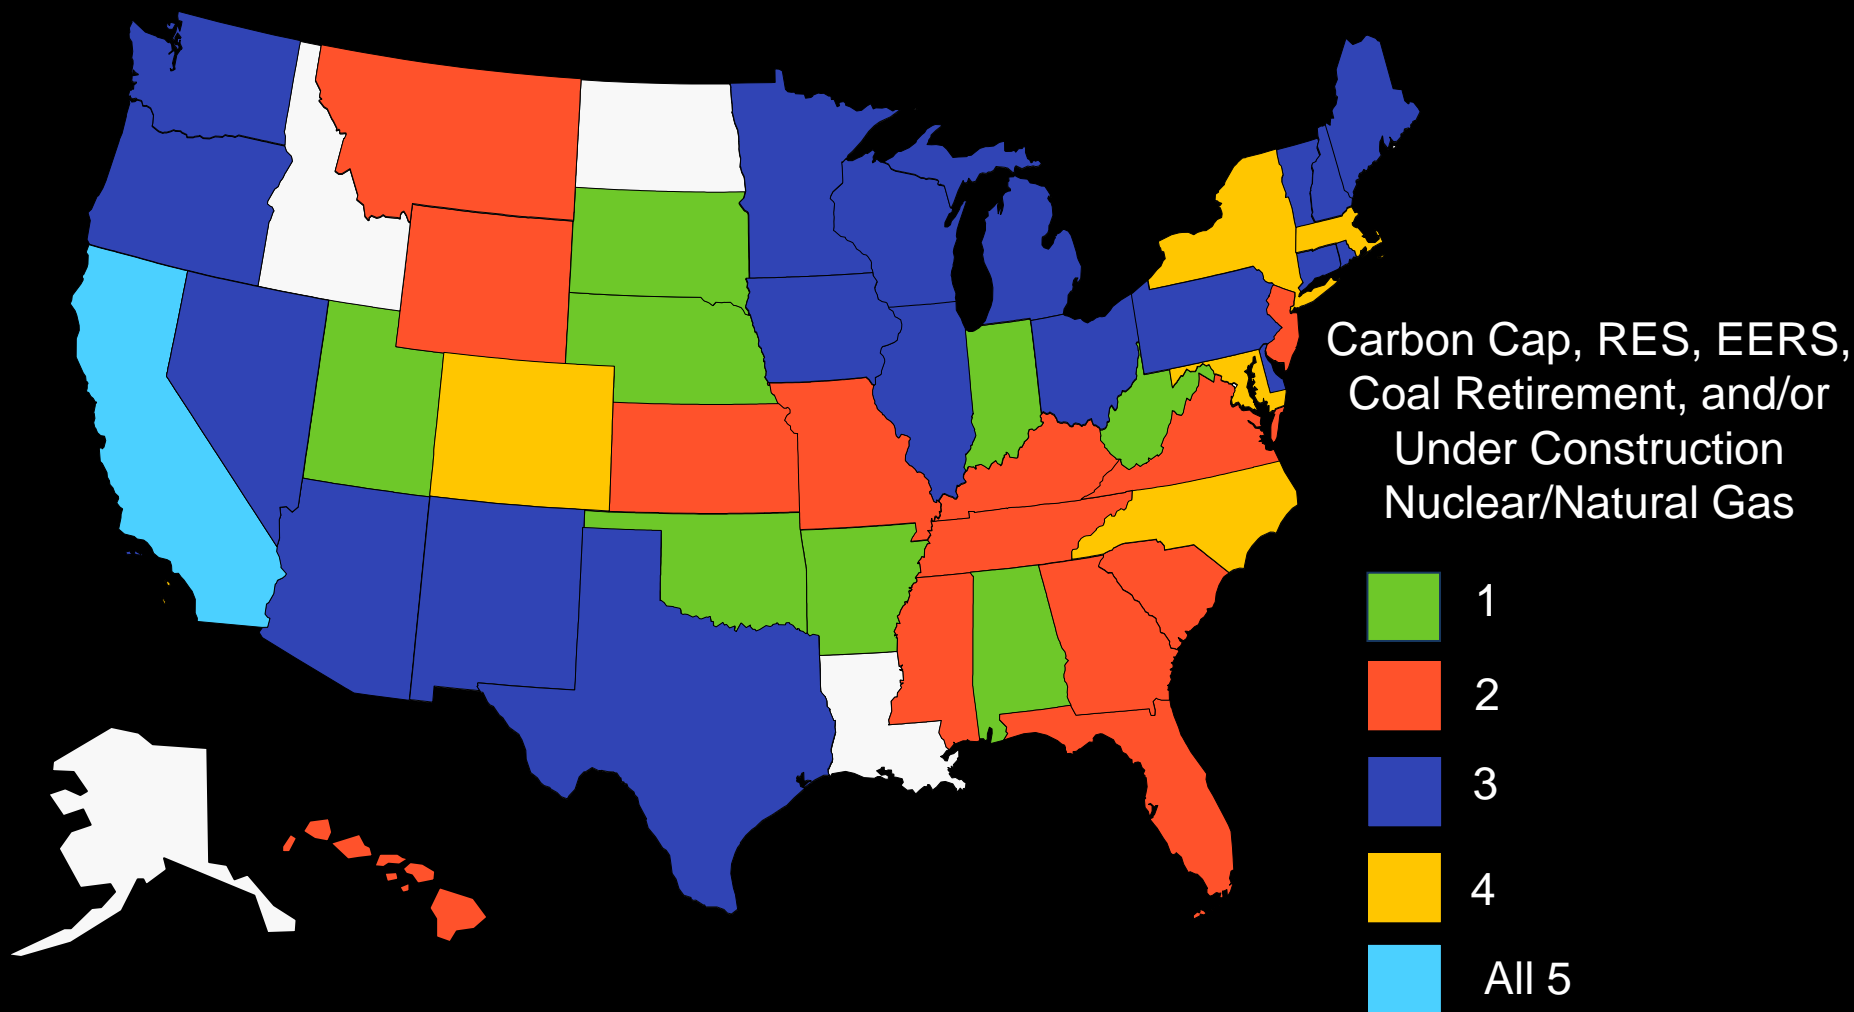 Carbon Cap, RES, EERS,
Coal Retirement, and/or
Under Construction
Nuclear/Natural Gas
1
2
3
4
All 5